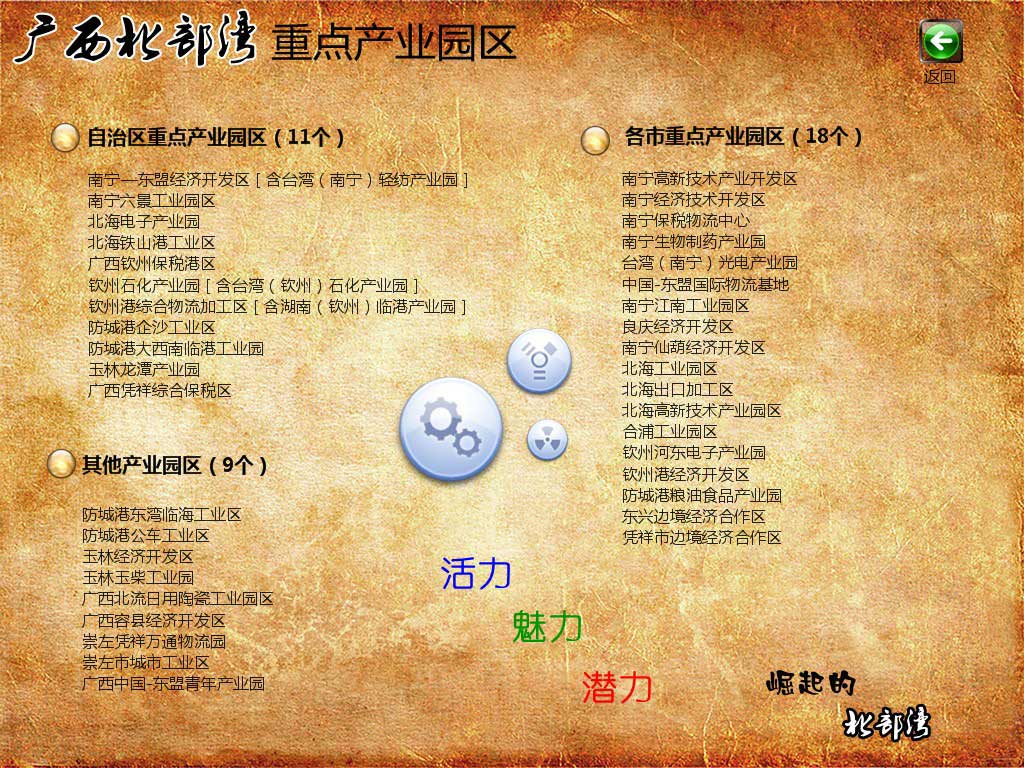 广西北部湾 重点产业园区
返回
自治区重点产业园区（11个）
南宁—东盟经济开发区 [ 含台湾（南宁）轻纺产业园 ]
南宁六景工业园区
北海电子产业园
北海铁山港工业区
广西钦州保税港区
钦州石化产业园 [ 含台湾（钦州）石化产业园 ]
钦州港综合物流加工区 [ 含湖南（钦州）临港产业园 ]
防城港企沙工业区
防城港大西南临港工业园
玉林龙潭产业园
广西凭祥综合保税区
其他产业园区（9个）
防城港东湾临海工业区
防城港公车工业区
玉林经济开发区
玉林玉柴工业园
广西北流日用陶瓷工业园区
广西容县经济开发区
崇左凭祥万通物流园
崇左市城市工业区
广西中国-东盟青年产业园
各市重点产业园区（18个）
南宁高新技术产业开发区
南宁经济技术开发区
南宁保税物流中心
南宁生物制药产业园
台湾（南宁）光电产业园
中国-东盟国际物流基地
南宁江南工业园区
良庆经济开发区
南宁仙葫经济开发区
北海工业园区
北海出口加工区
北海高新技术产业园区
合浦工业园区
钦州河东电子产业园
钦州港经济开发区
防城港粮油食品产业园
东兴边境经济合作区
凭祥市边境经济合作区
活力
魅力
潜力
崛起的
北部湾